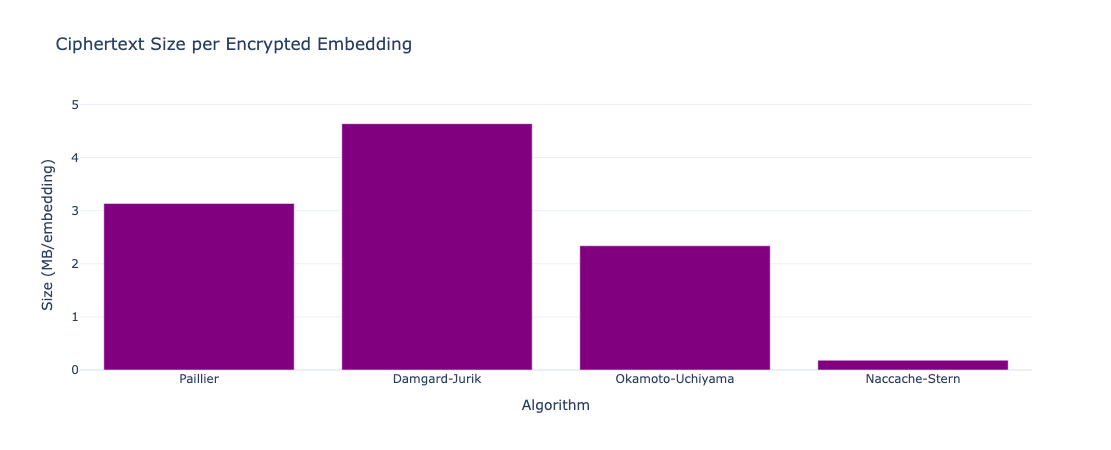 Ciphertext Size per Encrypted Embedding
Size (MB/embedding)
5
4
3
2
1
0
Paillier Damgard-Jurik Okamoto-Uchiyama Naccache-Stern
Algorithm